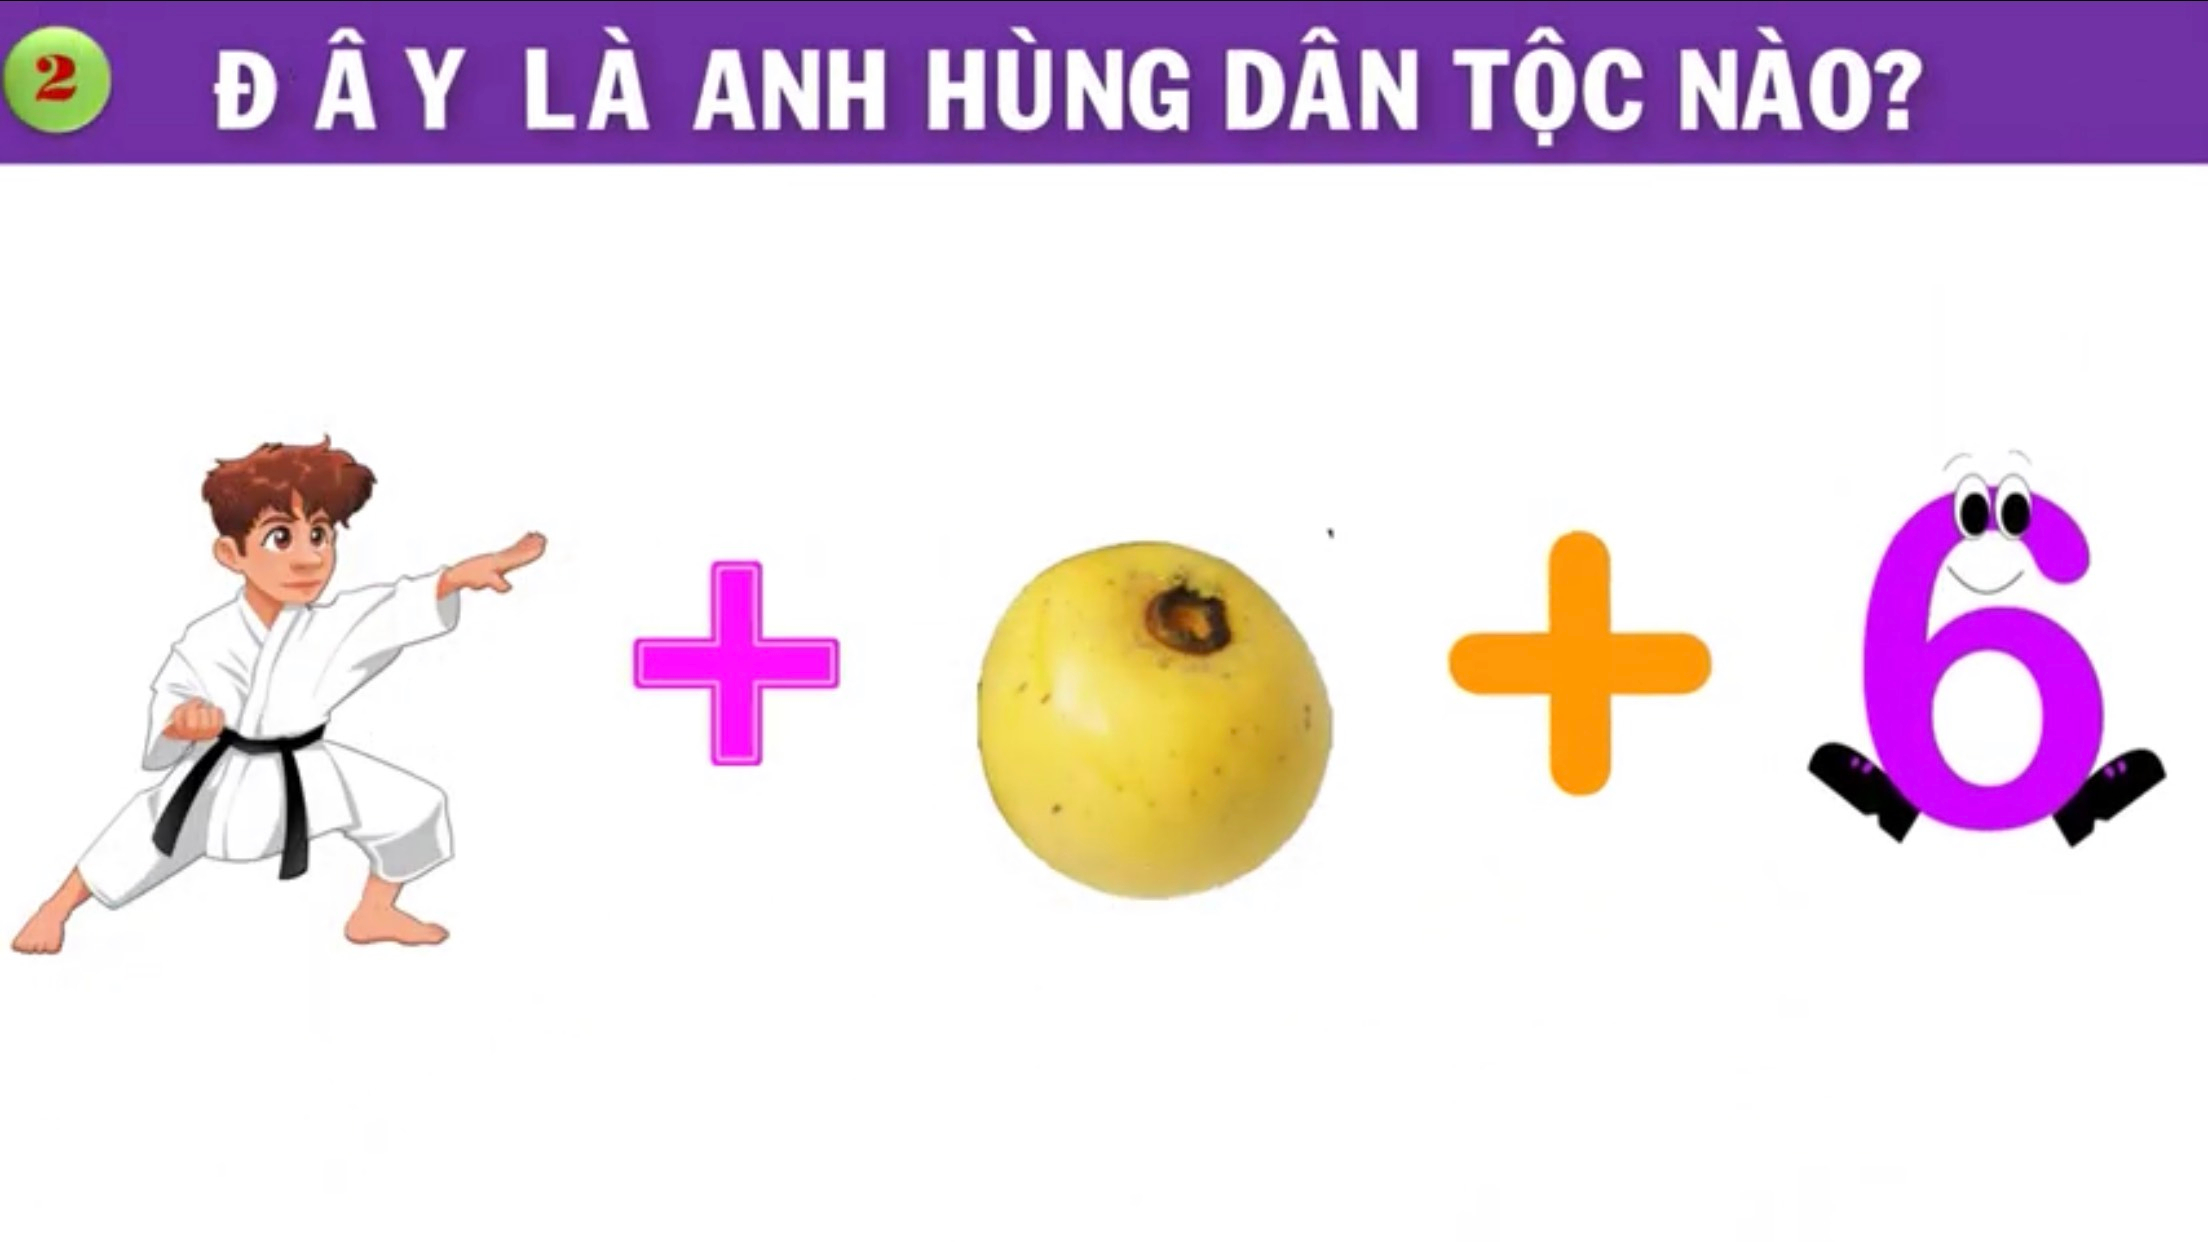 2 ĐÂY LÀ ANH HÙNG DÂN TỘC NÀO?
6